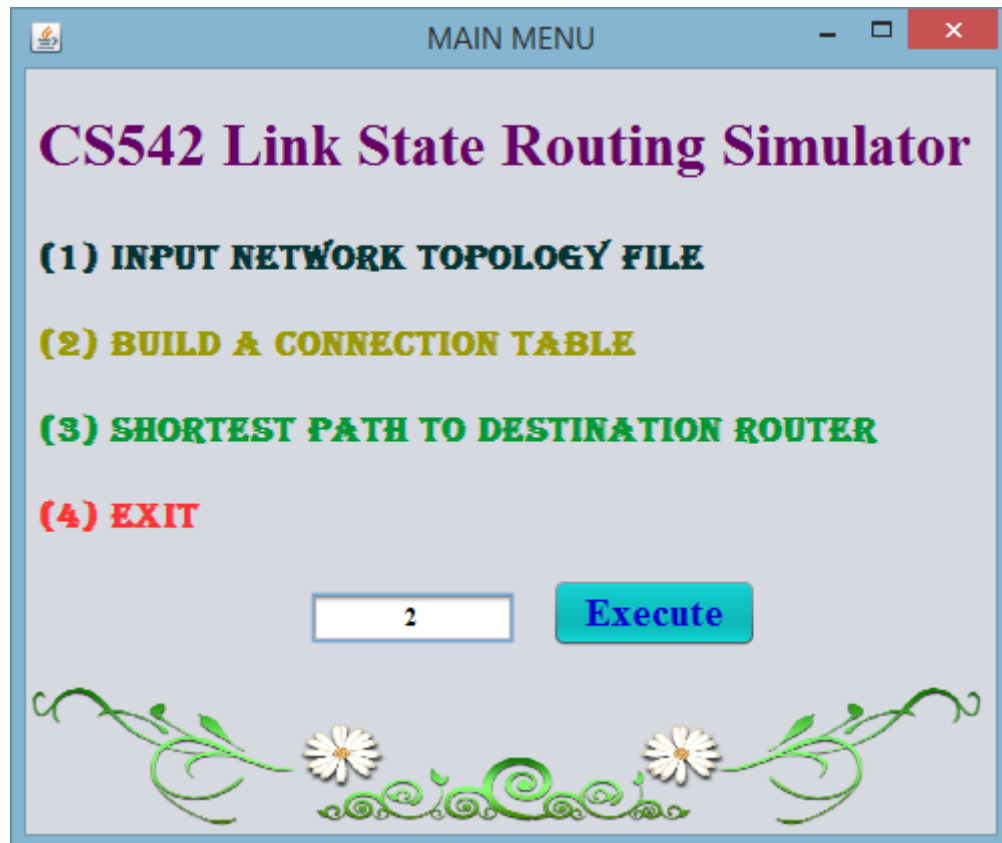 MAIN MENU
CS542 Link State Routing Simulator
(1) INPUT NETWORK TOPOLOGY FILE
(2) BUILD A CONNECTION TABLE
(3) SHORTEST PATH TO DESTINATION ROUTER
(4) EXIT
2 Execute